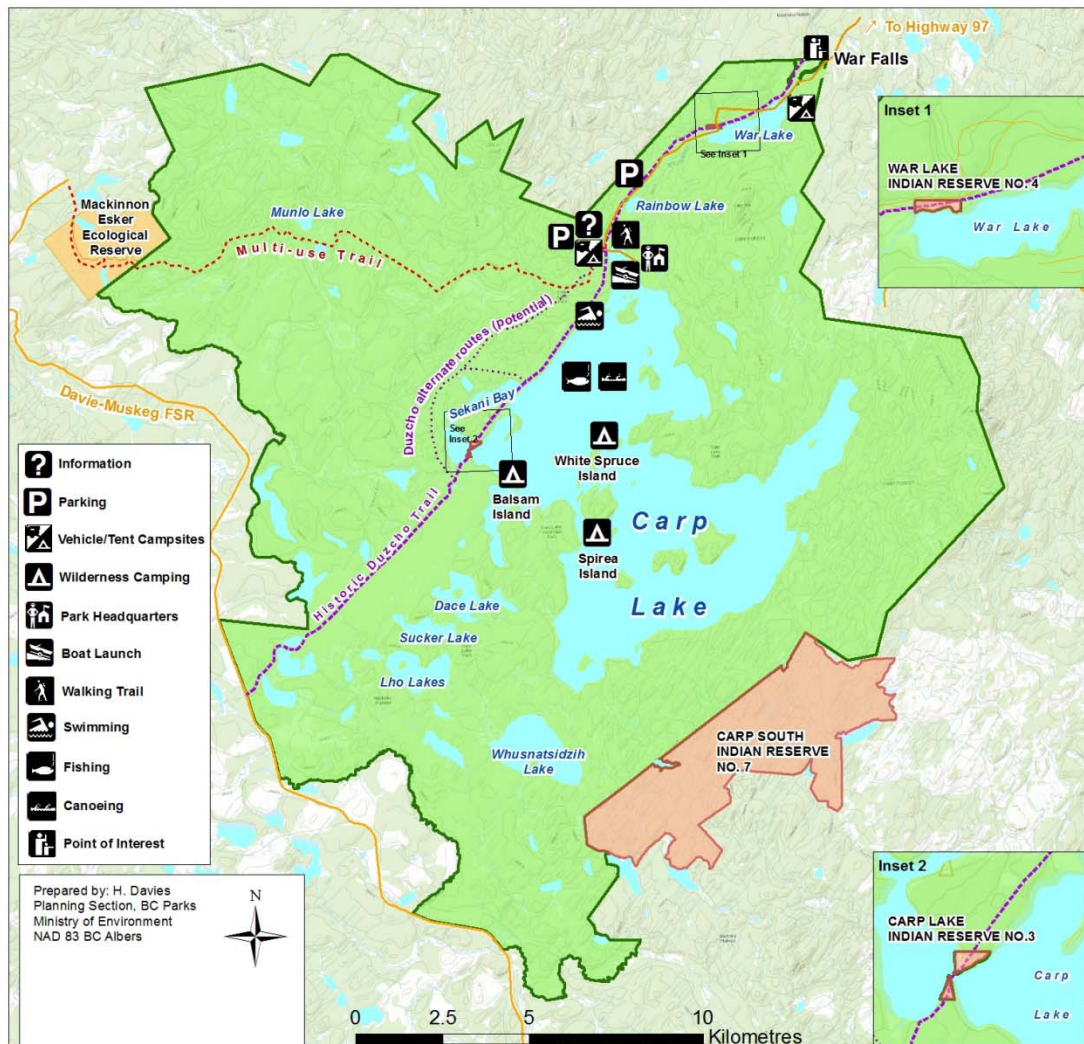 To Highway 97
War Falls
War Lake
See Inset 1
Rainbow Lake
Mackinnon
Esker
Ecological
Reserve
Munlo Lake
Multi-use Trail
Duzcho alternate routes (potential)
Sekani Bay
See
Inset 2
Davie-Muskeg FSR
Historic Duzcho Trail
White Spruce
Island
Balsam
Island
Spirea
Island
Carp
Lake
Dace Lake
Sucker Lake
Lho Lakes
Whusnatsidzih
Lake
CARP SOUTH
INDIAN RESERVE
NO. 7
Inset 1
WAR LAKE
INDIAN RESERVE NO. 4
War Lake
?
Information
P
Parking
Vehicle/Tent Campsites
Wilderness Camping
Park Headquarters
Boat Launch
Walking Trail
Swimming
Fishing
Canoeing
Point of Interest
Prepared by: H. Davies
Planning Section, BC Parks
Ministry of Environment
NAD 83 BC Albers
N
0 2.5 5 10
Kilometres
Inset 2
CARP LAKE
INDIAN RESERVE NO.3
Carp
Lake
P
?
P